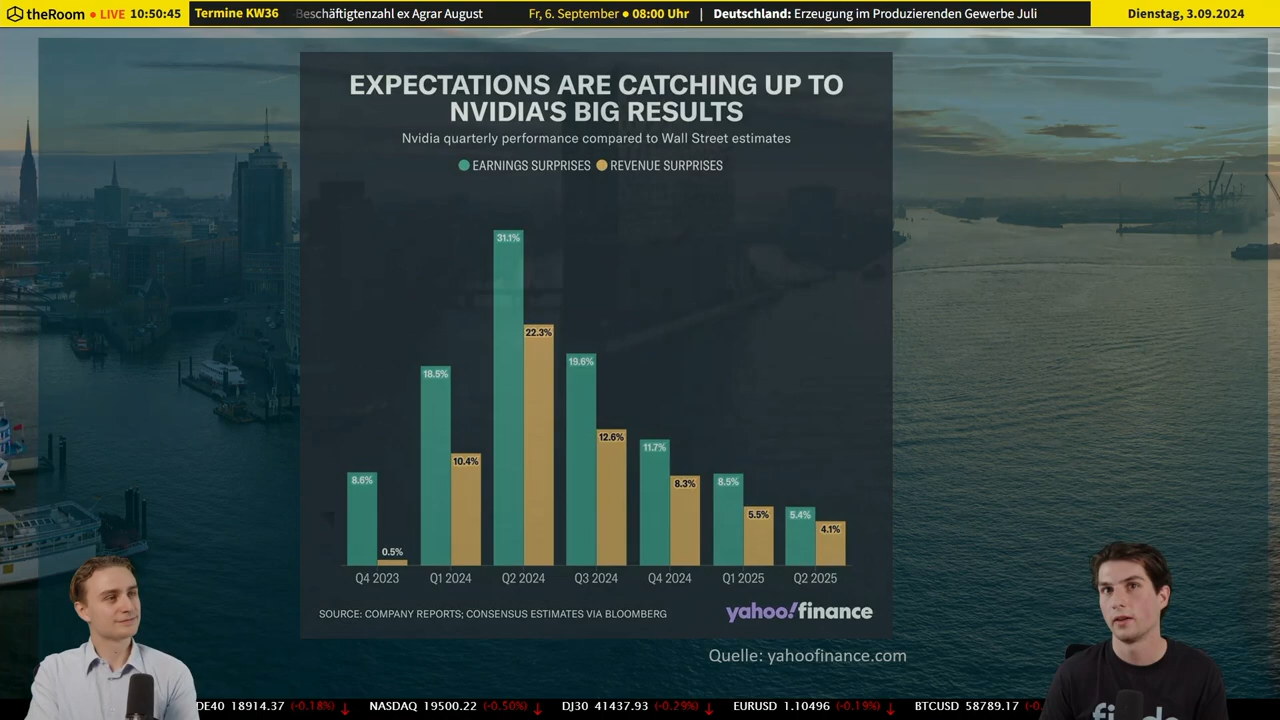 theRoom • LIVE 10:50:45
Termine KW36
Beschäftigtenzahl ex Agrar August Fr, 6. September • 08:00 Uhr | Deutschland: Erzeugung im Produzierenden Gewerbe Juli
Dienstag, 3.09.2024
EXPECTATIONS ARE CATCHING UP TO
NVIDIA'S BIG RESULTS
Nvidia quarterly performance compared to Wall Street estimates
EARNINGS SURPRISES REVENUE SURPRISES
31.1%
22.3%
19.6%
18.5%
12.6%
11.7%
10.4%
8.6%
8.5%
8.3%
5.5%
5.4%
4.1%
0.5%
Q4 2023 Q1 2024 Q2 2024 Q3 2024 Q4 2024 Q1 2025 Q2 2025
SOURCE: COMPANY REPORTS; CONSENSUS ESTIMATES VIA BLOOMBERG
yahoo!finance
Quelle: yahoofinance.com
DE40 18914.37 (-0.18%) ↓ NASDAQ 19500.22 (-0.50%) ↓ DJ30 41437.93 (-0.29%) ↓ EURUSD 1.10496 (-0.19%) ↓ BTCUSD 58789.17 (-0.